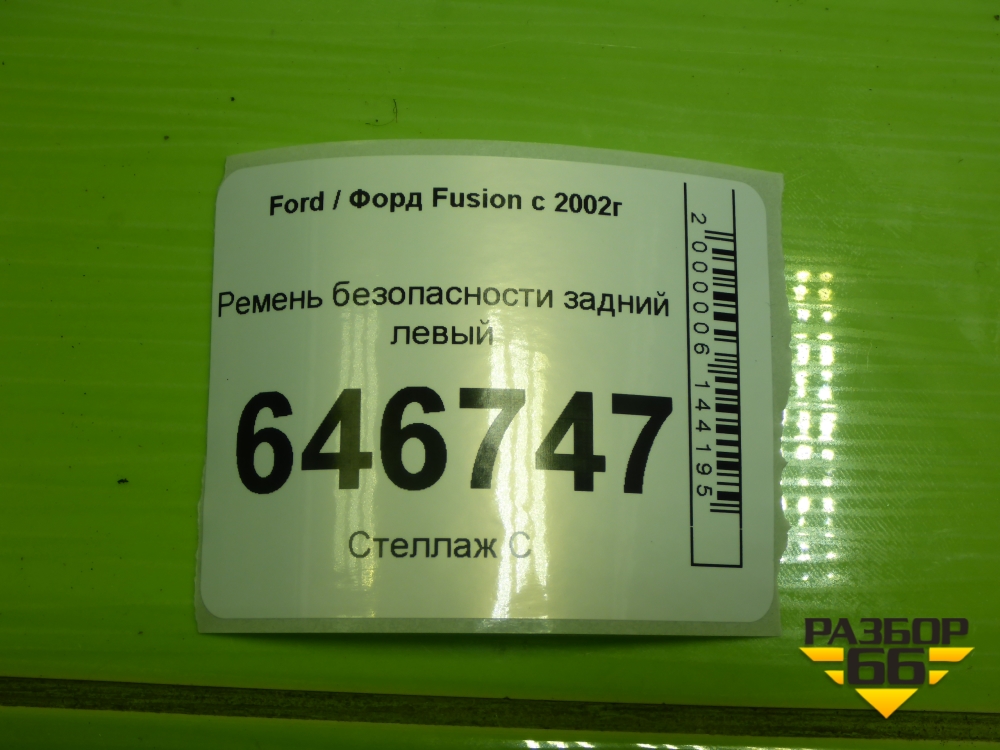 Ford / Форд Fusion с 2002г
Ремень безопасности задний
левый
646747
Стеллаж С
2000006144195
РАЗБОР
66